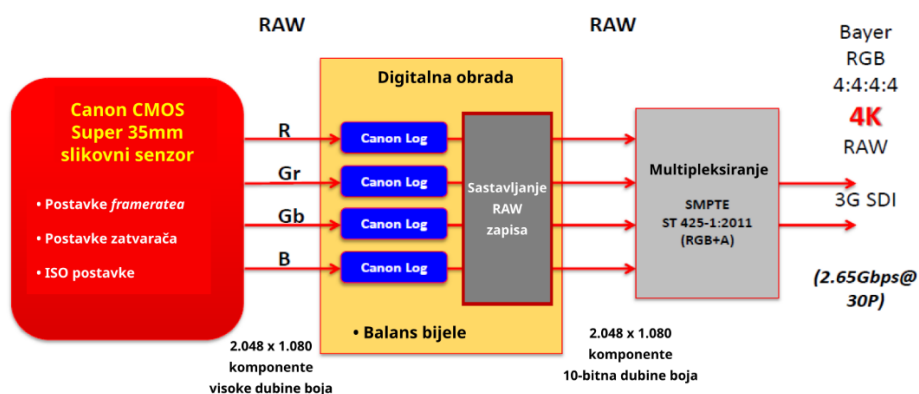 RAW
RAW
Bayer
RGB
4:4:4:4
4K
RAW
3G SDI
(2.65Gbps@
30P)
Canon CMOS
Super 35mm
slikovni senzor
• Postavke frameratea
• Postavke zatvarača
• ISO postavke
R
Gr
Gb
B
2.048 x 1.080
komponente
visoke dubine boja
Digitalna obrada
Canon Log
Canon Log
Canon Log
Canon Log
Sastavljanje
RAW
zapisa
• Balans bijele
2.048 x 1.080
komponente
10-bitna dubine boja
Multipleksiranje
SMPTE
ST 425-1:2011
(RGB+A)